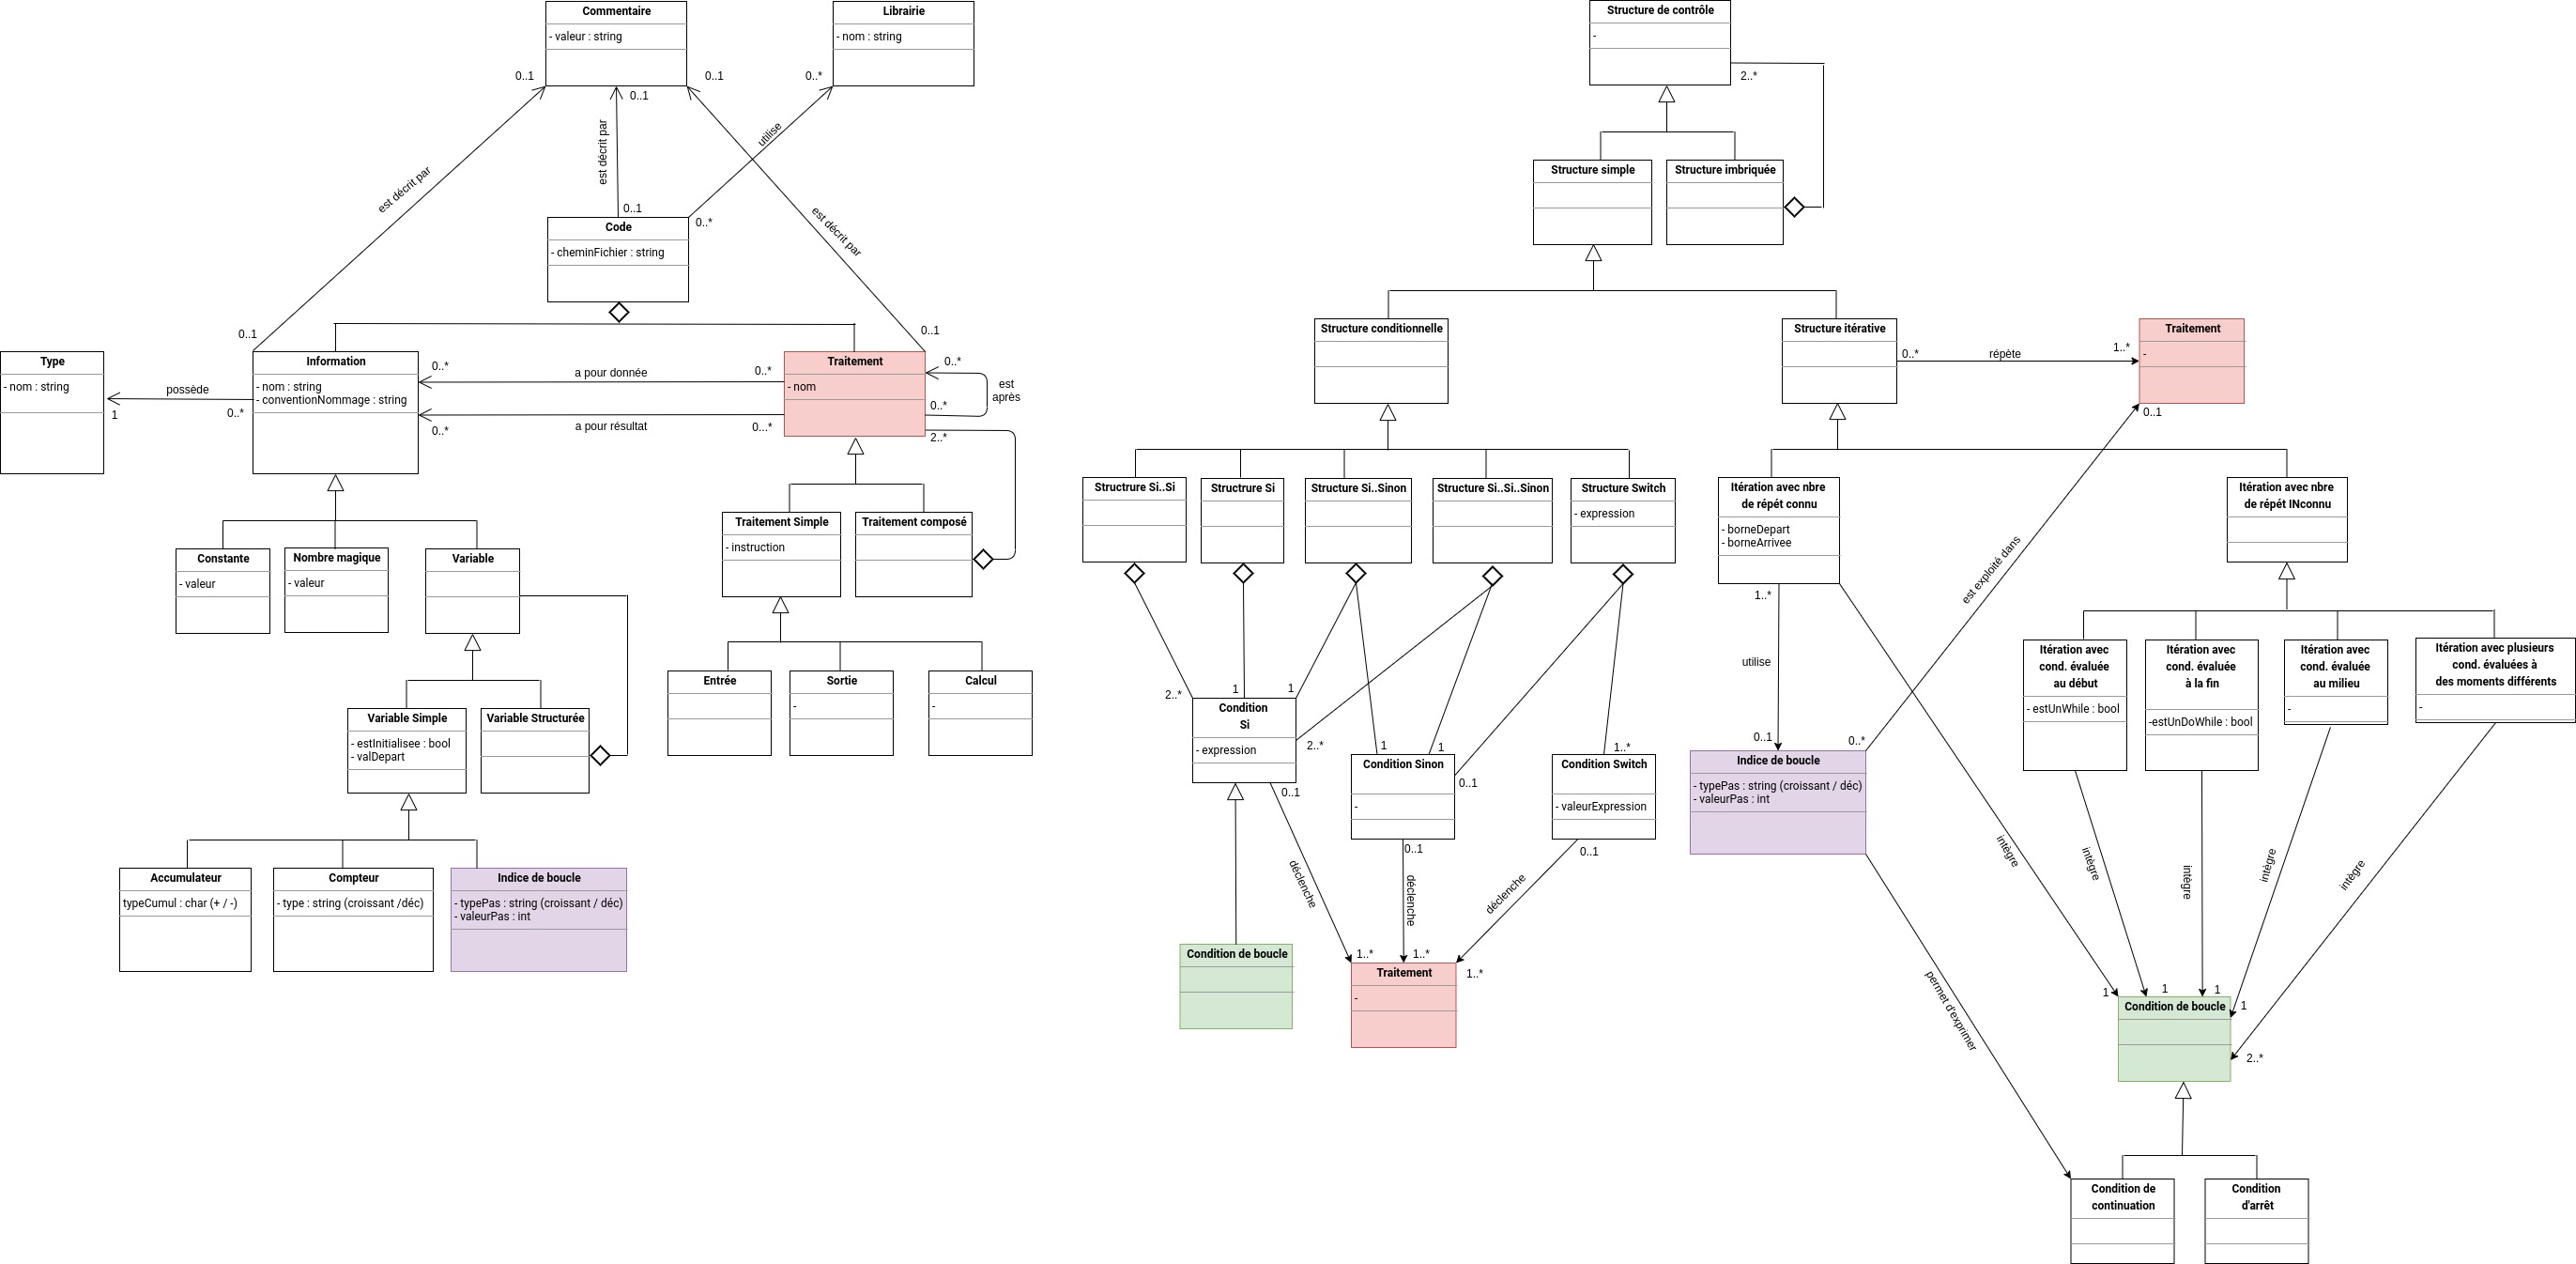 Commentaire
- valeur : string
Librairie
- nom : string
0..1
0..1
0..*
0..1
est décrit par
est décrit par
utilise
est décrit par
0..1
0..*
Code
- cheminFichier : string
0..1
0..1
Type
- nom : string
possède
1
0..*
Information
- nom : string
- conventionNommage : string
0..*
a pour donnée
0..*
0..*
a pour résultat
0...*
Traitement
- nom
0..*
est
après
0..*
2..*
Constante
- valeur
Nombre magique
- valeur
Variable
Traitement Simple
- instruction
Traitement composé
Entrée
Sortie
-
Calcul
-
Variable Simple
- estInitialisee : bool
- valDepart
Variable Structurée
Accumulateur
typeCumul : char (+ / -)
Compteur
- type : string (croissant /déc)
Indice de boucle
- typePas : string (croissant / déc)
- valeurPas : int
Structure de contrôle
-
2..*
Structure simple
Structure imbriquée
Structure conditionnelle
Structure itérative
0..*
répète
1..*
Traitement
-
0..1
Structrure Si..Si
Structrure Si
Structure Si..Sinon
Structure Si..Si..Sinon
Structure Switch
- expression
Itération avec nbre
de répét connu
- borneDepart
- borneArrivee
Itération avec nbre
de répét INconnu
est exploité dans
1..*
utilise
0..1
0..*
2..*
1
1
2..*
1
1
0..1
1..*
Condition
Si
- expression
0..1
Condition Sinon
-
0..1
Condition Switch
- valeurExpression
0..1
Indice de boucle
- typePas : string (croissant / déc)
- valeurPas : int
Itération avec
cond. évaluée
au début
- estUnWhile : bool
Itération avec
cond. évaluée
à la fin
-estUnDoWhile : bool
Itération avec
cond. évaluée
au milieu
-
Itération avec plusieurs
cond. évaluées à
des moments différents
-
déclenche
déclenche
déclenche
intègre
intègre
intègre
intègre
intègre
Condition de boucle
1..*
1..*
1..*
Traitement
-
permet d'exprimer
1
1
1
1
2..*
Condition de boucle
Condition de
continuation
Condition
d'arrêt